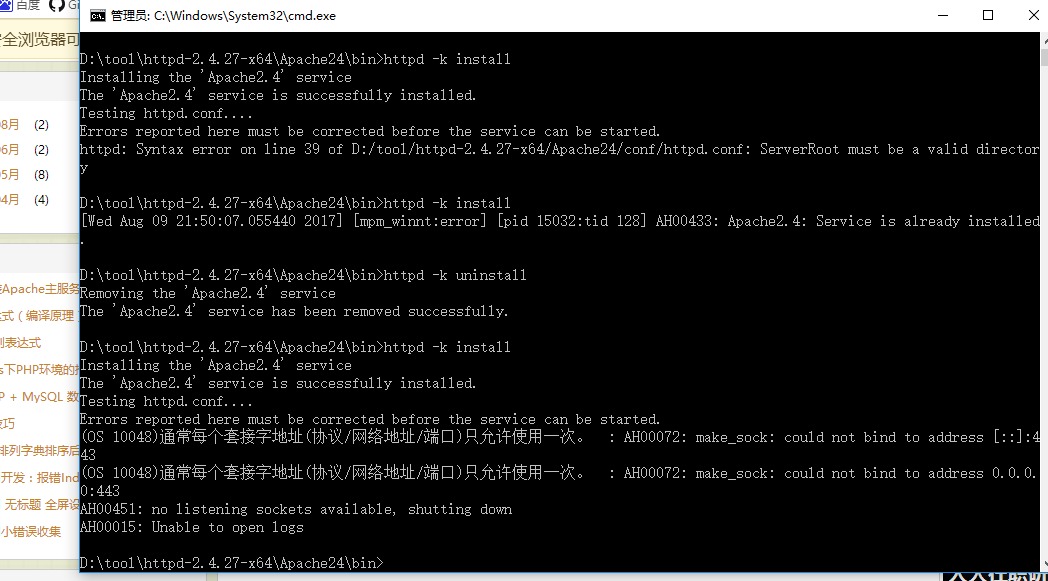 百度
管理员: C:\Windows\System32\cmd.exe
全浏览器可
D:\tool\httpd-2.4.27-x64\Apache24\bin>httpd -k install
Installing the 'Apache2.4' service
The 'Apache2.4' service is successfully installed.
Testing httpd.conf....
Errors reported here must be corrected before the service can be started.
httpd: Syntax error on line 39 of D:/tool/httpd-2.4.27-x64/Apache24/conf/httpd.conf: ServerRoot must be a valid director
y
D:\tool\httpd-2.4.27-x64\Apache24\bin>httpd -k install
[Wed Aug 09 21:50:07.055440 2017] [mpm_winnt:error] [pid 15032:tid 128] AH00433: Apache2.4: Service is already installed
.
D:\tool\httpd-2.4.27-x64\Apache24\bin>httpd -k uninstall
Removing the 'Apache2.4' service
The 'Apache2.4' service has been removed successfully.
D:\tool\httpd-2.4.27-x64\Apache24\bin>httpd -k install
Installing the 'Apache2.4' service
The 'Apache2.4' service is successfully installed.
Testing httpd.conf....
Errors reported here must be corrected before the service can be started.
(OS 10048)通常每个套接字地址(协议/网络地址/端口)只允许使用一次。  : AH00072: make_sock: could not bind to address [::]:4
43
(OS 10048)通常每个套接字地址(协议/网络地址/端口)只允许使用一次。  : AH00072: make_sock: could not bind to address 0.0.0.
0:443
AH00451: no listening sockets available, shutting down
AH00015: Unable to open logs
D:\tool\httpd-2.4.27-x64\Apache24\bin>
8月 (2)
6月 (2)
5月 (8)
4月 (4)
Apache主服务
式（编译原理
列表达式
s下PHP环境的
P + MySQL 数
技巧
排列字典排序后
开发：报错Ind
无标题 全屏设
小错误收集